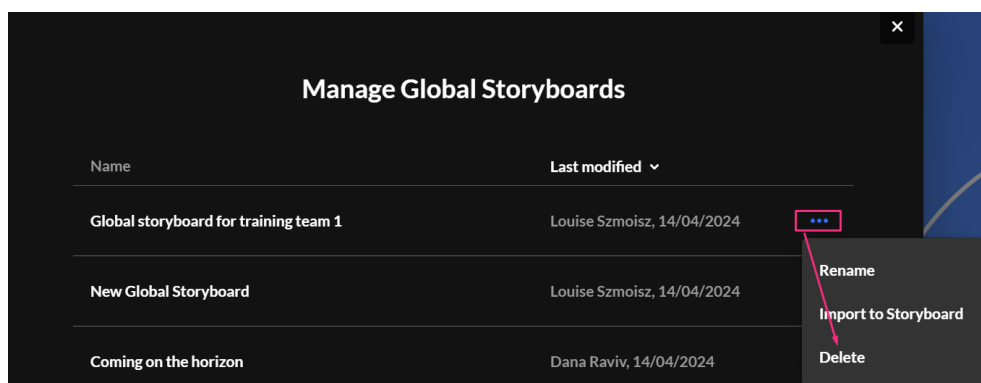 Manage Global Storyboards
Name Last modified
Global storyboard for training team 1 Louise Szmoisz, 14/04/2024
Rename
New Global Storyboard Louise Szmoisz, 14/04/2024
Import to Storyboard
Delete
Coming on the horizon Dana Raviv, 14/04/2024